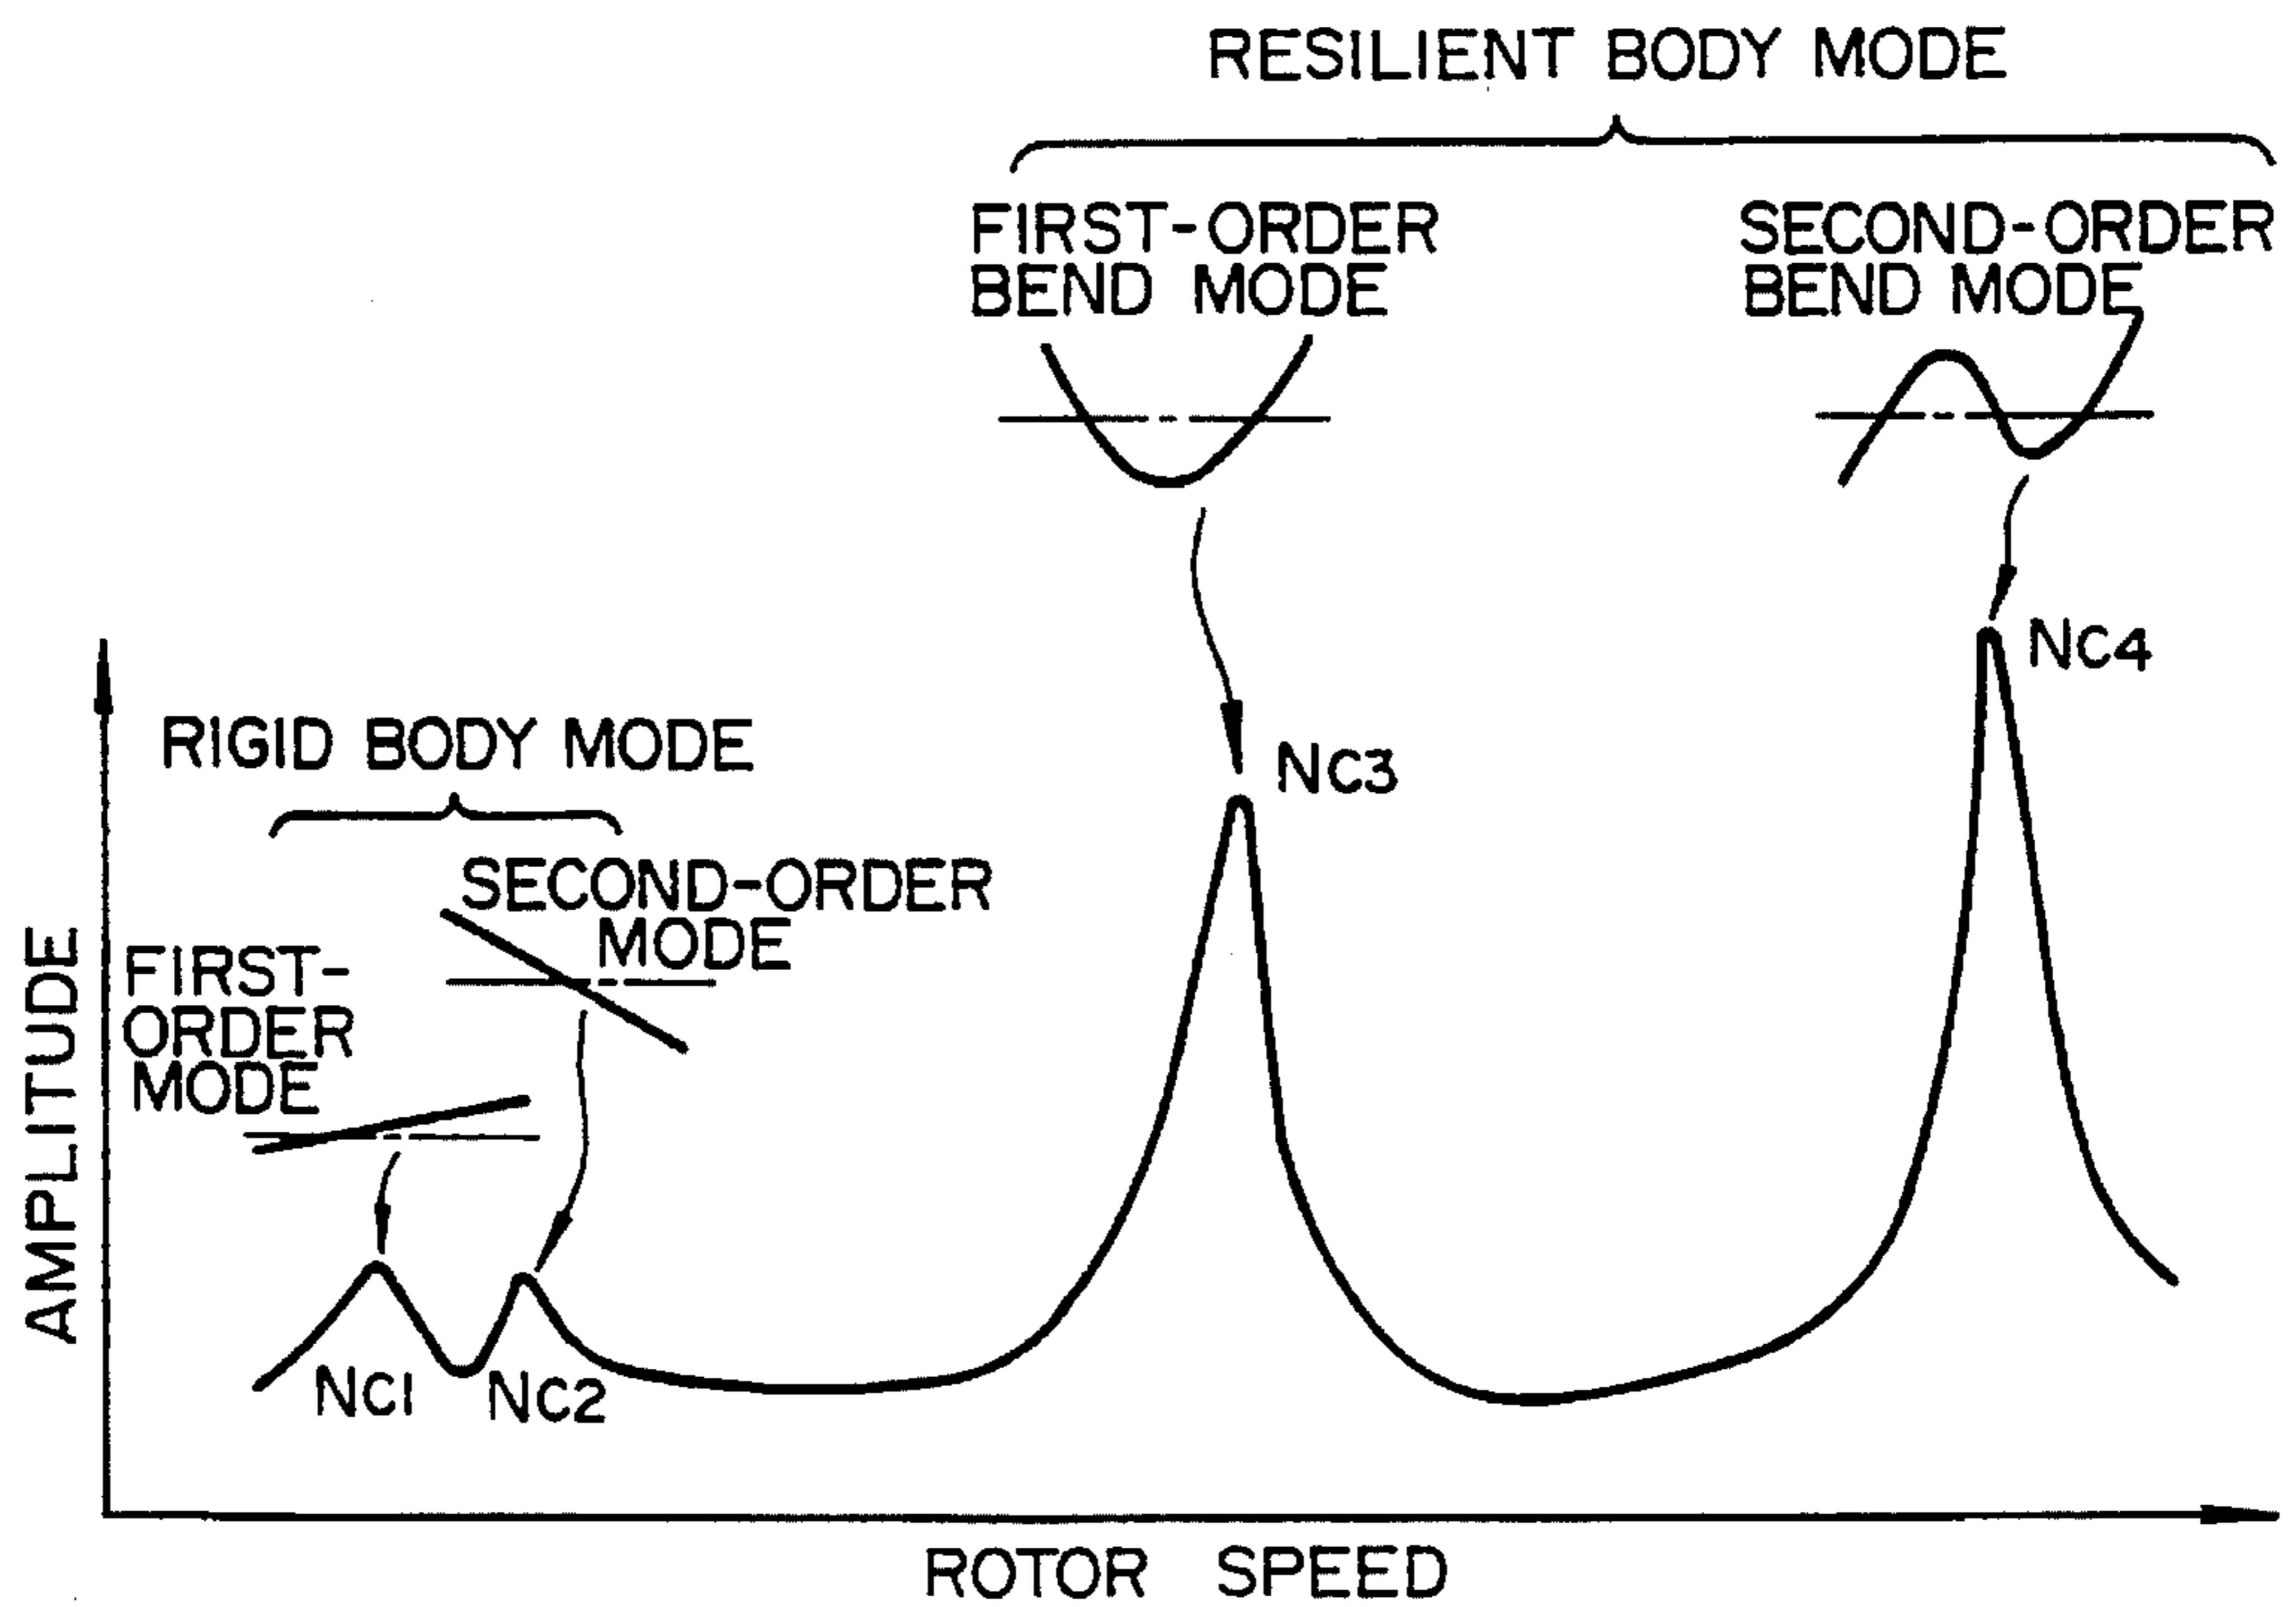 RESILIENT BODY MODE
FIRST-ORDER
BEND MODE
SECOND-ORDER
BEND MODE
NC4
RIGID BODY MODE
NC3
SECOND-ORDER
MODE
FIRST-
ORDER
MODE
AMPLITUDE
NC1
NC2
ROTOR SPEED